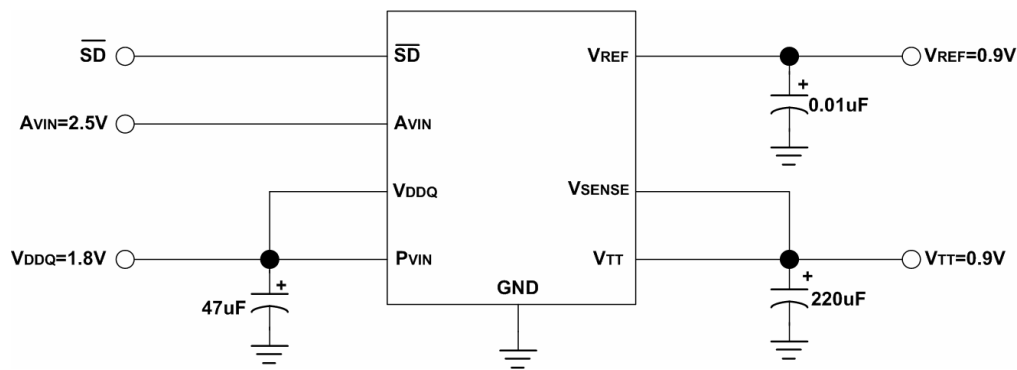 SD
SD
VREF
VREF=0.9V
+
0.01uF
AVIN=2.5V
AVIN
VDDQ
VSENSE
VDDQ=1.8V
PVIN
VTT
VTT=0.9V
+
47uF
GND
+
220uF